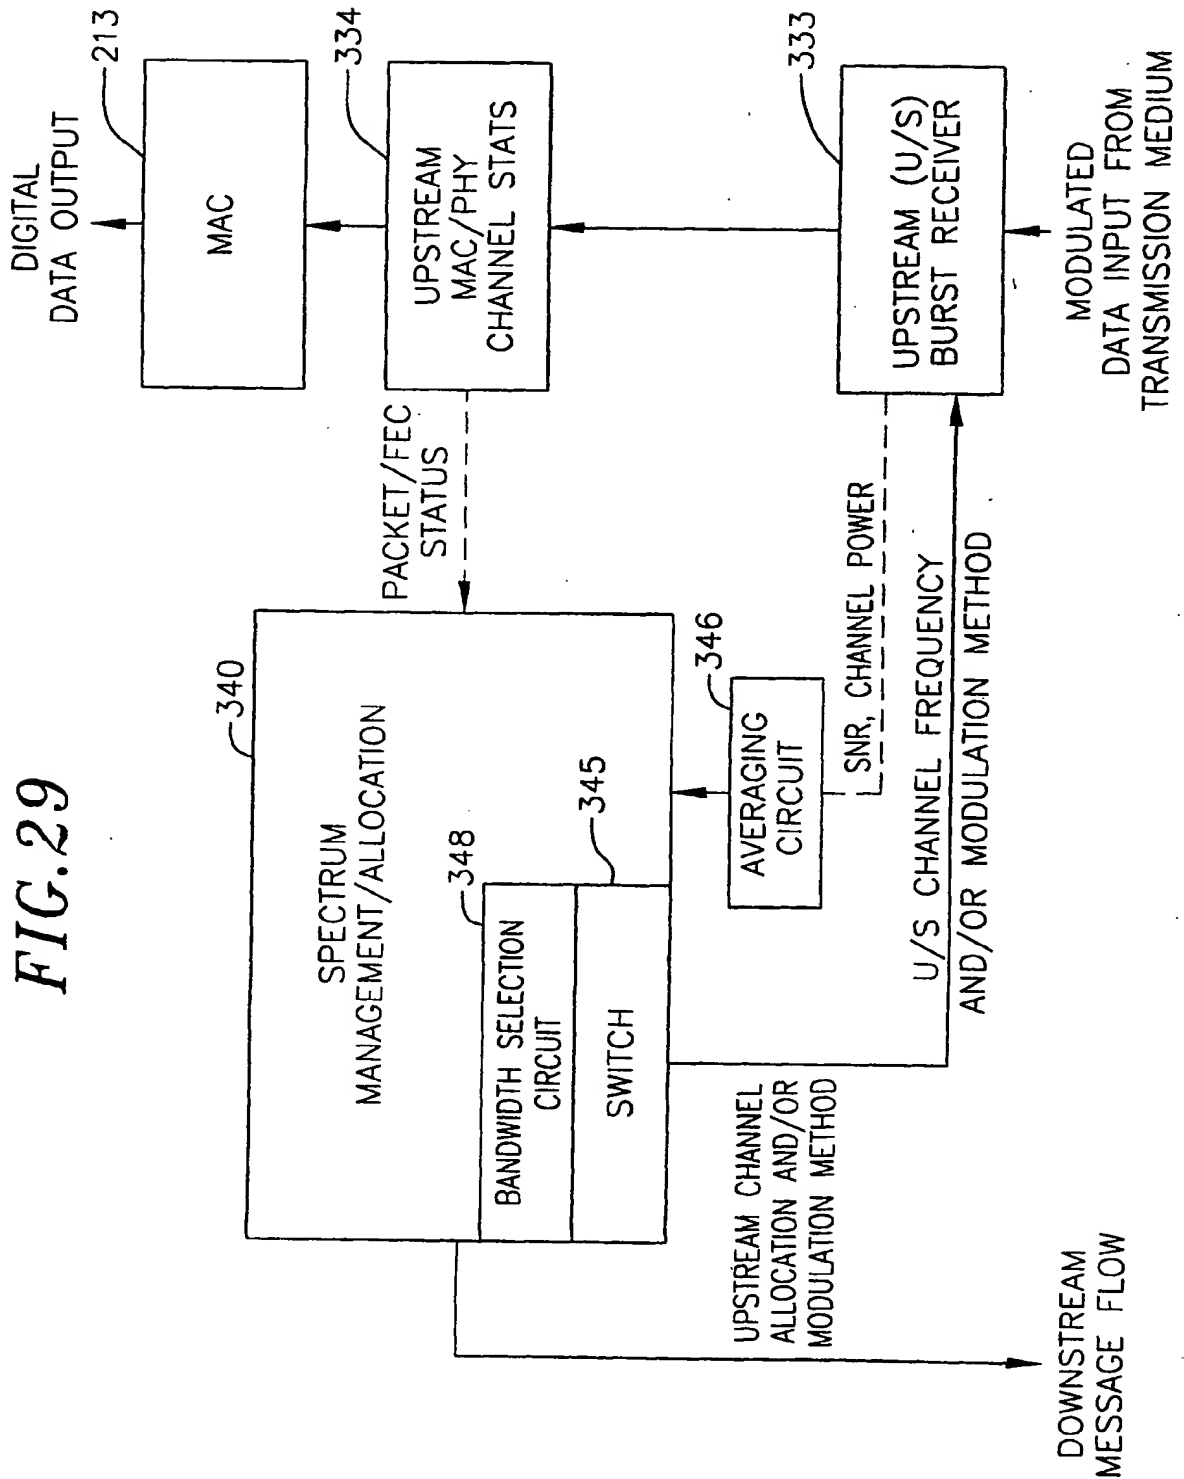 FIG.29
DIGITAL
DATA OUTPUT
213
MAC
334
UPSTREAM
MAC/PHY
CHANNEL STATS
PACKET/FEC
STATUS
340
SPECTRUM
MANAGEMENT/ALLOCATION
348
BANDWIDTH SELECTION
CIRCUIT
345
SWITCH
346
AVERAGING
CIRCUIT
SNR, CHANNEL POWER
333
UPSTREAM (U/S)
BURST RECEIVER
U/S CHANNEL FREQUENCY
AND/OR MODULATION METHOD
MODULATED
DATA INPUT FROM
TRANSMISSION MEDIUM
UPSTREAM CHANNEL
ALLOCATION AND/OR
MODULATION METHOD
DOWNSTREAM
MESSAGE FLOW